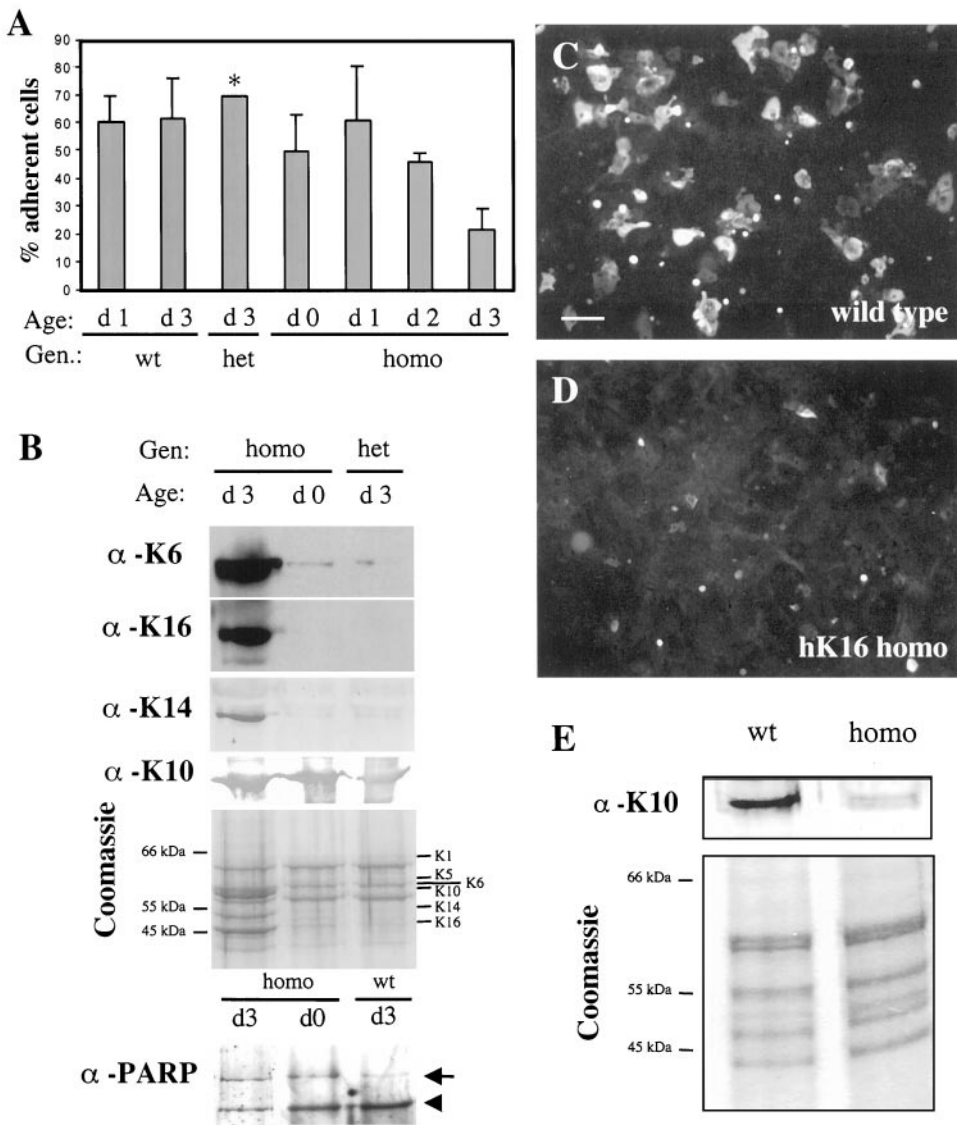 A
90
80
70
60
50
40
30
20
10
0
% adherent cells
*
Age: d 1 d 3 d 3 d 0 d 1 d 2 d 3
Gen.: wt het homo
B
Gen: homo het
Age: d 3 d 0 d 3
α -K6
α -K16
α -K14
α -K10
Coomassie
66 kDa
55 kDa
45 kDa
K1
K5
K6
K10
K14
K16
homo wt
d3 d0 d3
α -PARP
C
wild type
D
hK16 homo
E
wt homo
α-K10
Coomassie
66 kDa
55 kDa
45 kDa